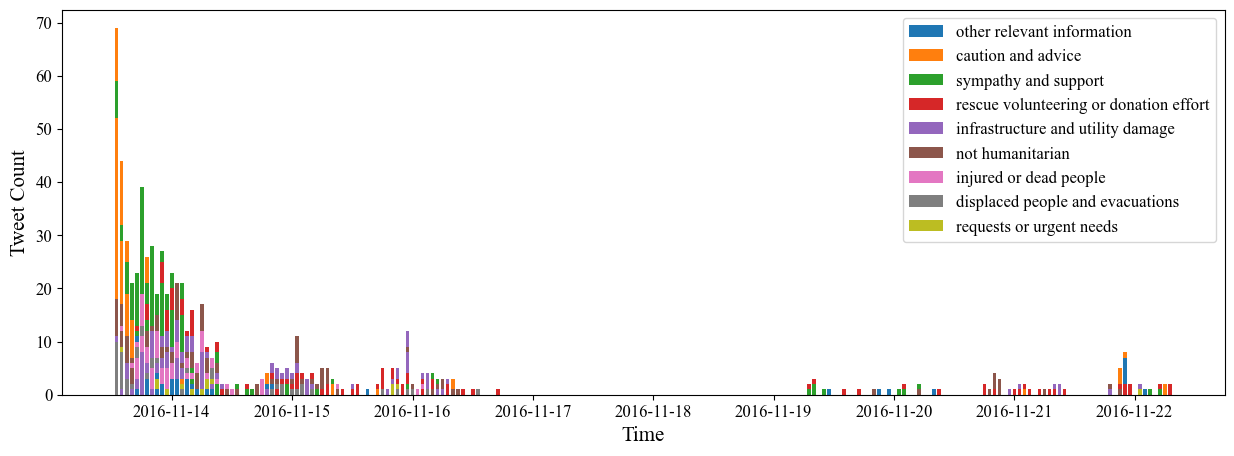 70
60
50
40
30
20
10
0
Tweet Count
other relevant information
caution and advice
sympathy and support
rescue volunteering or donation effort
infrastructure and utility damage
not humanitarian
injured or dead people
displaced people and evacuations
requests or urgent needs
2016-11-14 2016-11-15 2016-11-16 2016-11-17 2016-11-18 2016-11-19 2016-11-20 2016-11-21 2016-11-22
Time